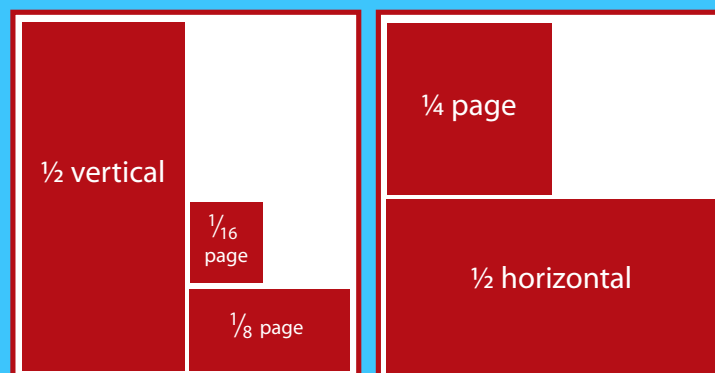 ½ vertical
1/16
page
1/8 page
¼ page
½ horizontal